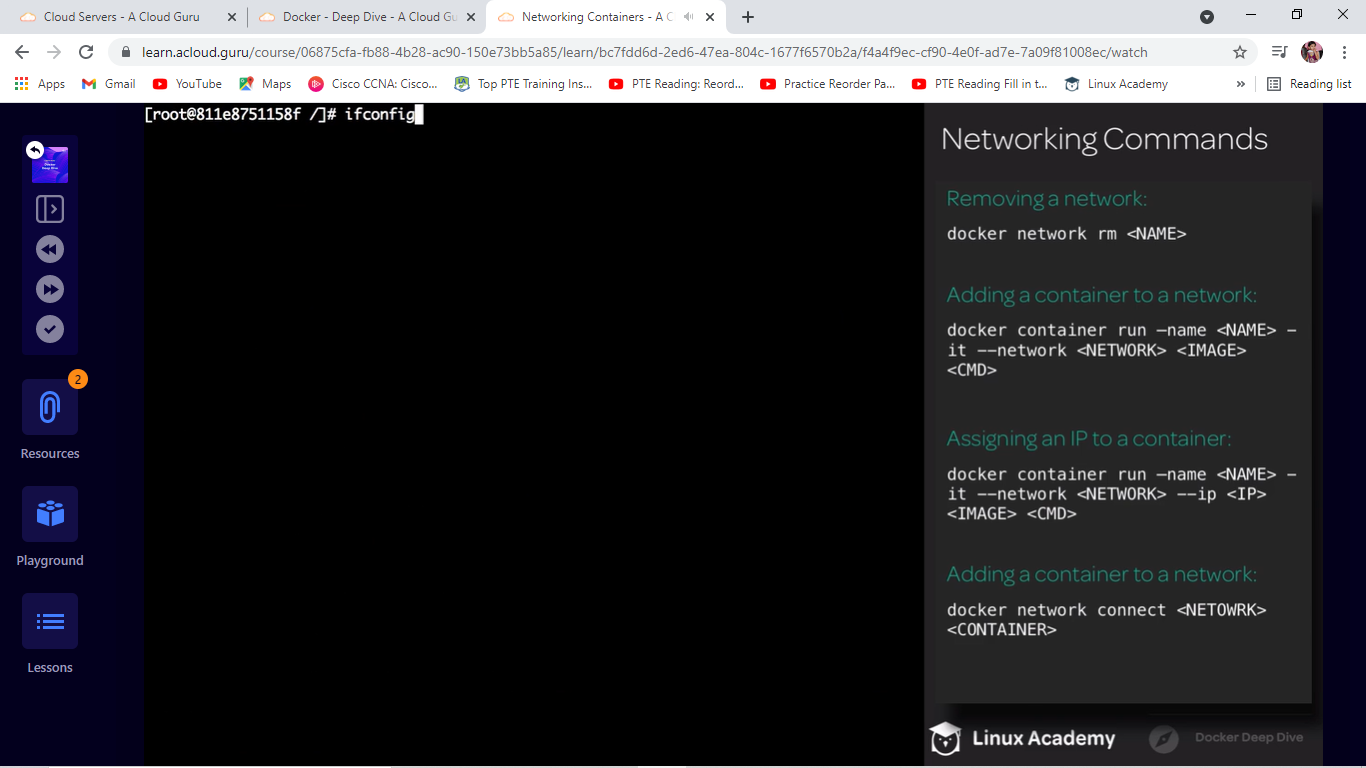 Cloud Servers - A Cloud Guru
Docker - Deep Dive - A Cloud Gu
Networking Containers - A C
learn.acloud.guru/course/06875cfa-fb88-4b28-ac90-150e73bb5a85/learn/bc7fdd6d-2ed6-47ea-804c-1677f6570b2a/f4a4f9ec-cf90-4e0f-ad7e-7a09f81008ec/watch
Apps
Gmail
YouTube
Maps
Cisco CCNA: Cisco...
Top PTE Training Ins...
PTE Reading: Reord...
Practice Reorder Pa...
PTE Reading Fill in t...
Linux Academy
»
Reading list
[root@811e8751158f /]# ifconfig
Docker
Deep Dive
2
Resources
Playground
Lessons
Networking Commands
Removing a network:
docker network rm <NAME>
Adding a container to a network:
docker container run –name <NAME> –
it ––network <NETWORK> <IMAGE>
<CMD>
Assigning an IP to a container:
docker container run –name <NAME> –
it ––network <NETWORK> ––ip <IP>
<IMAGE> <CMD>
Adding a container to a network:
docker network connect <NETOWRK>
<CONTAINER>
Linux Academy
Docker Deep Dive